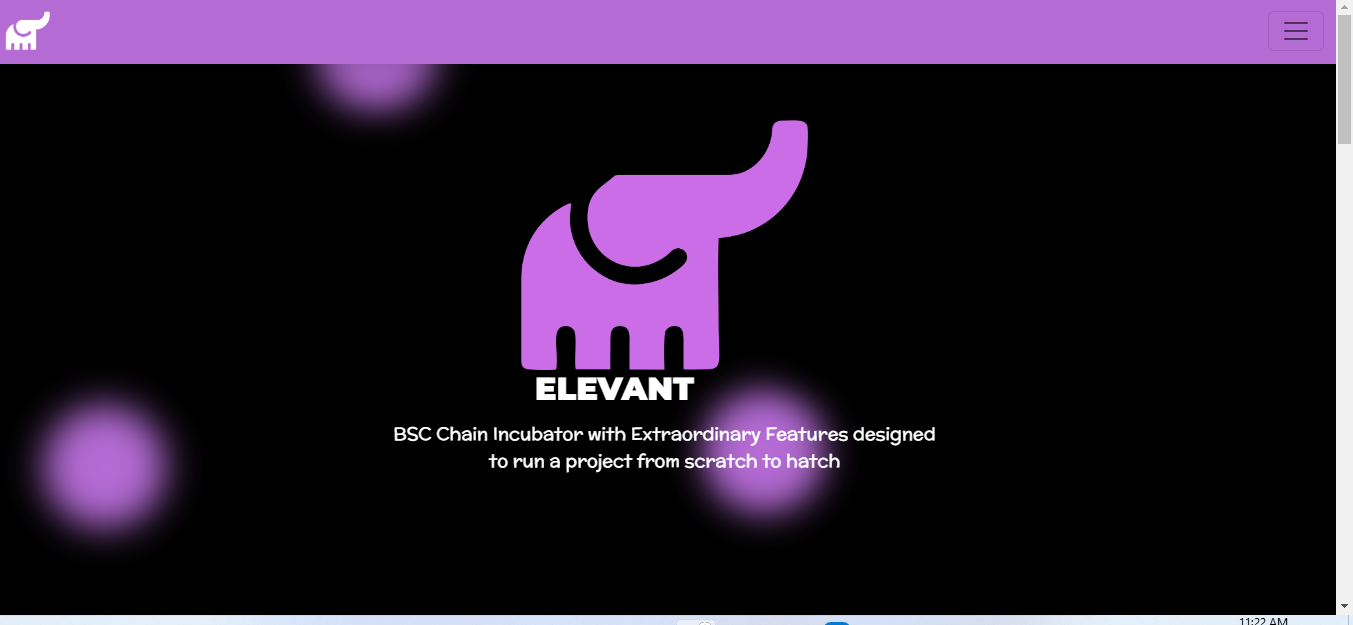 ELEVANT
BSC Chain Incubator with Extraordinary Features designed
to run a project from scratch to hatch
11:22 AM